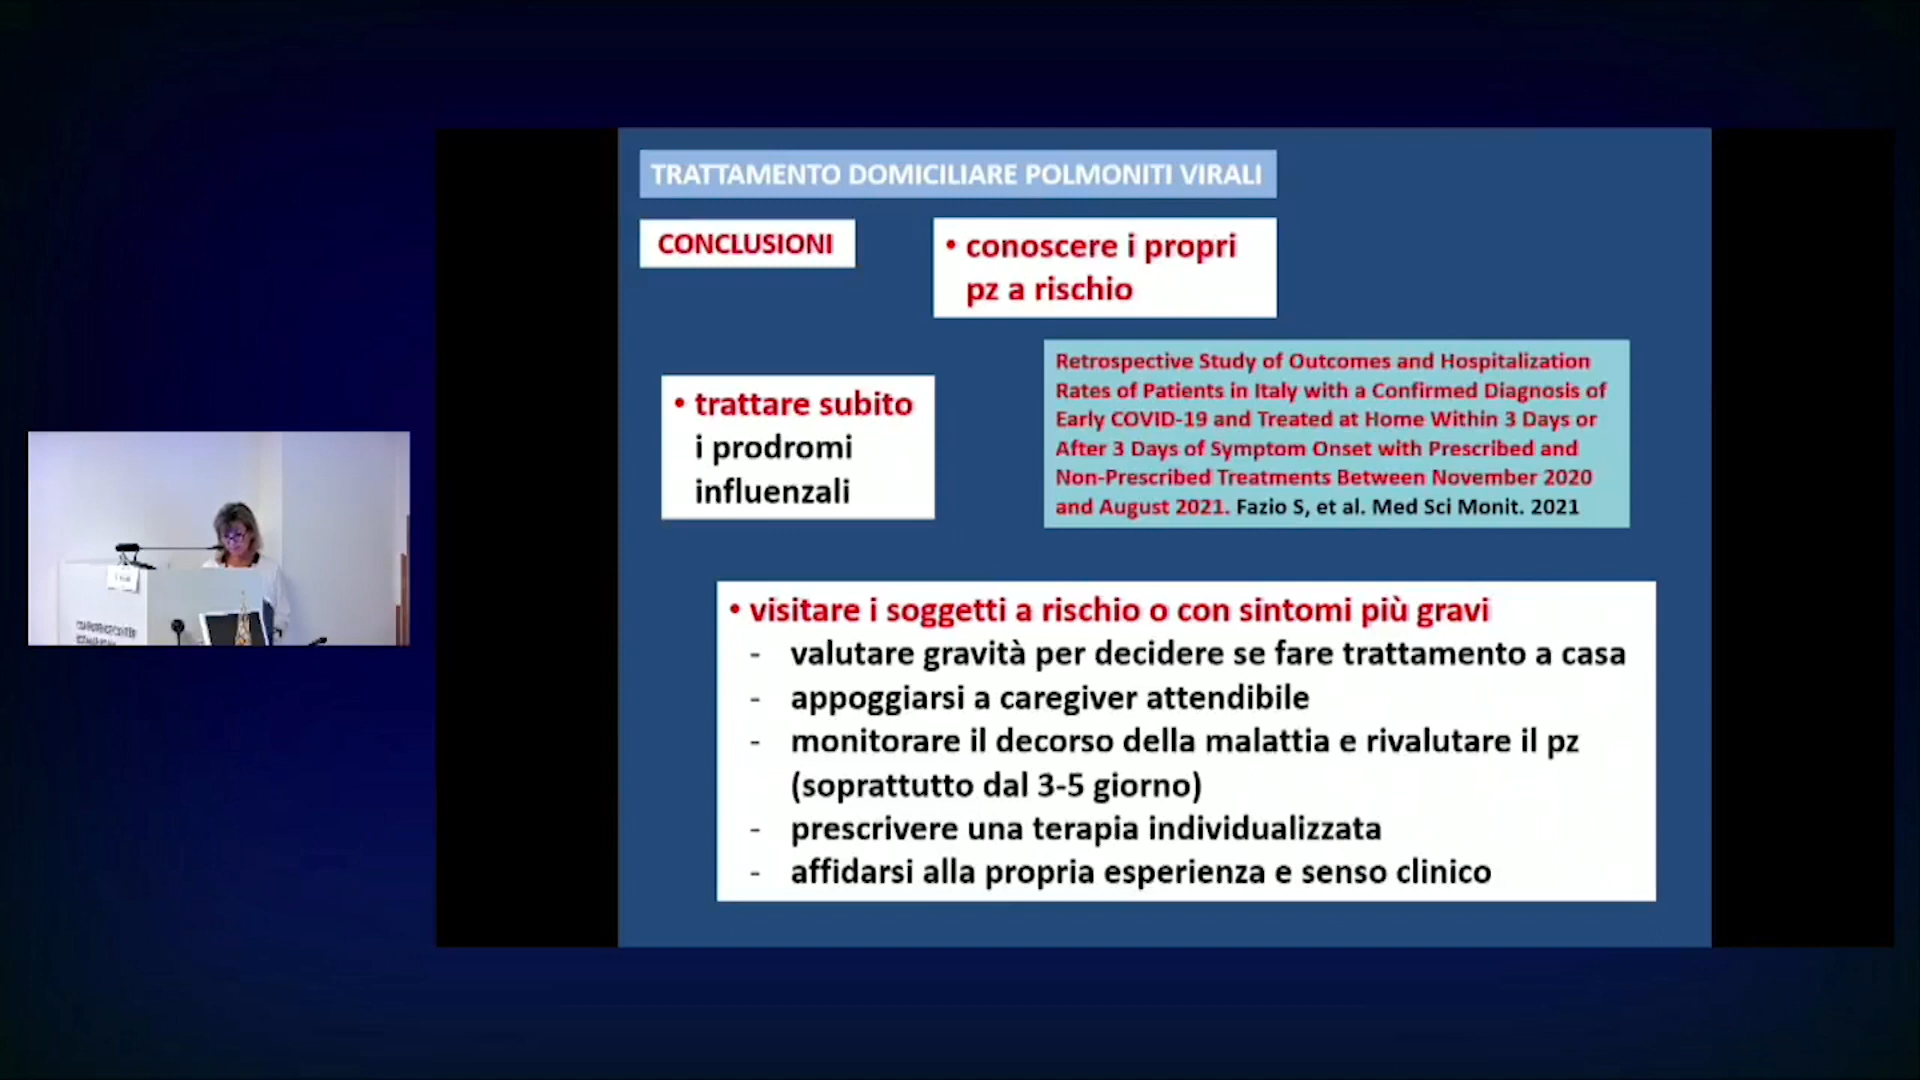 TRATTAMENTO DOMICILIARE POLMONITI VIRALI
CONCLUSIONI
• conoscere i propri
pz a rischio
• trattare subito
i prodromi
influenzali
Retrospective Study of Outcomes and Hospitalization
Rates of Patients in Italy with a Confirmed Diagnosis of
Early COVID-19 and Treated at Home Within 3 Days or
After 3 Days of Symptom Onset with Prescribed and
Non-Prescribed Treatments Between November 2020
and August 2021. Fazio S, et al. Med Sci Monit. 2021
• visitare i soggetti a rischio o con sintomi più gravi
- valutare gravità per decidere se fare trattamento a casa
- appoggiarsi a caregiver attendibile
- monitorare il decorso della malattia e rivalutare il pz
(soprattutto dal 3-5 giorno)
- prescrivere una terapia individualizzata
- affidarsi alla propria esperienza e senso clinico